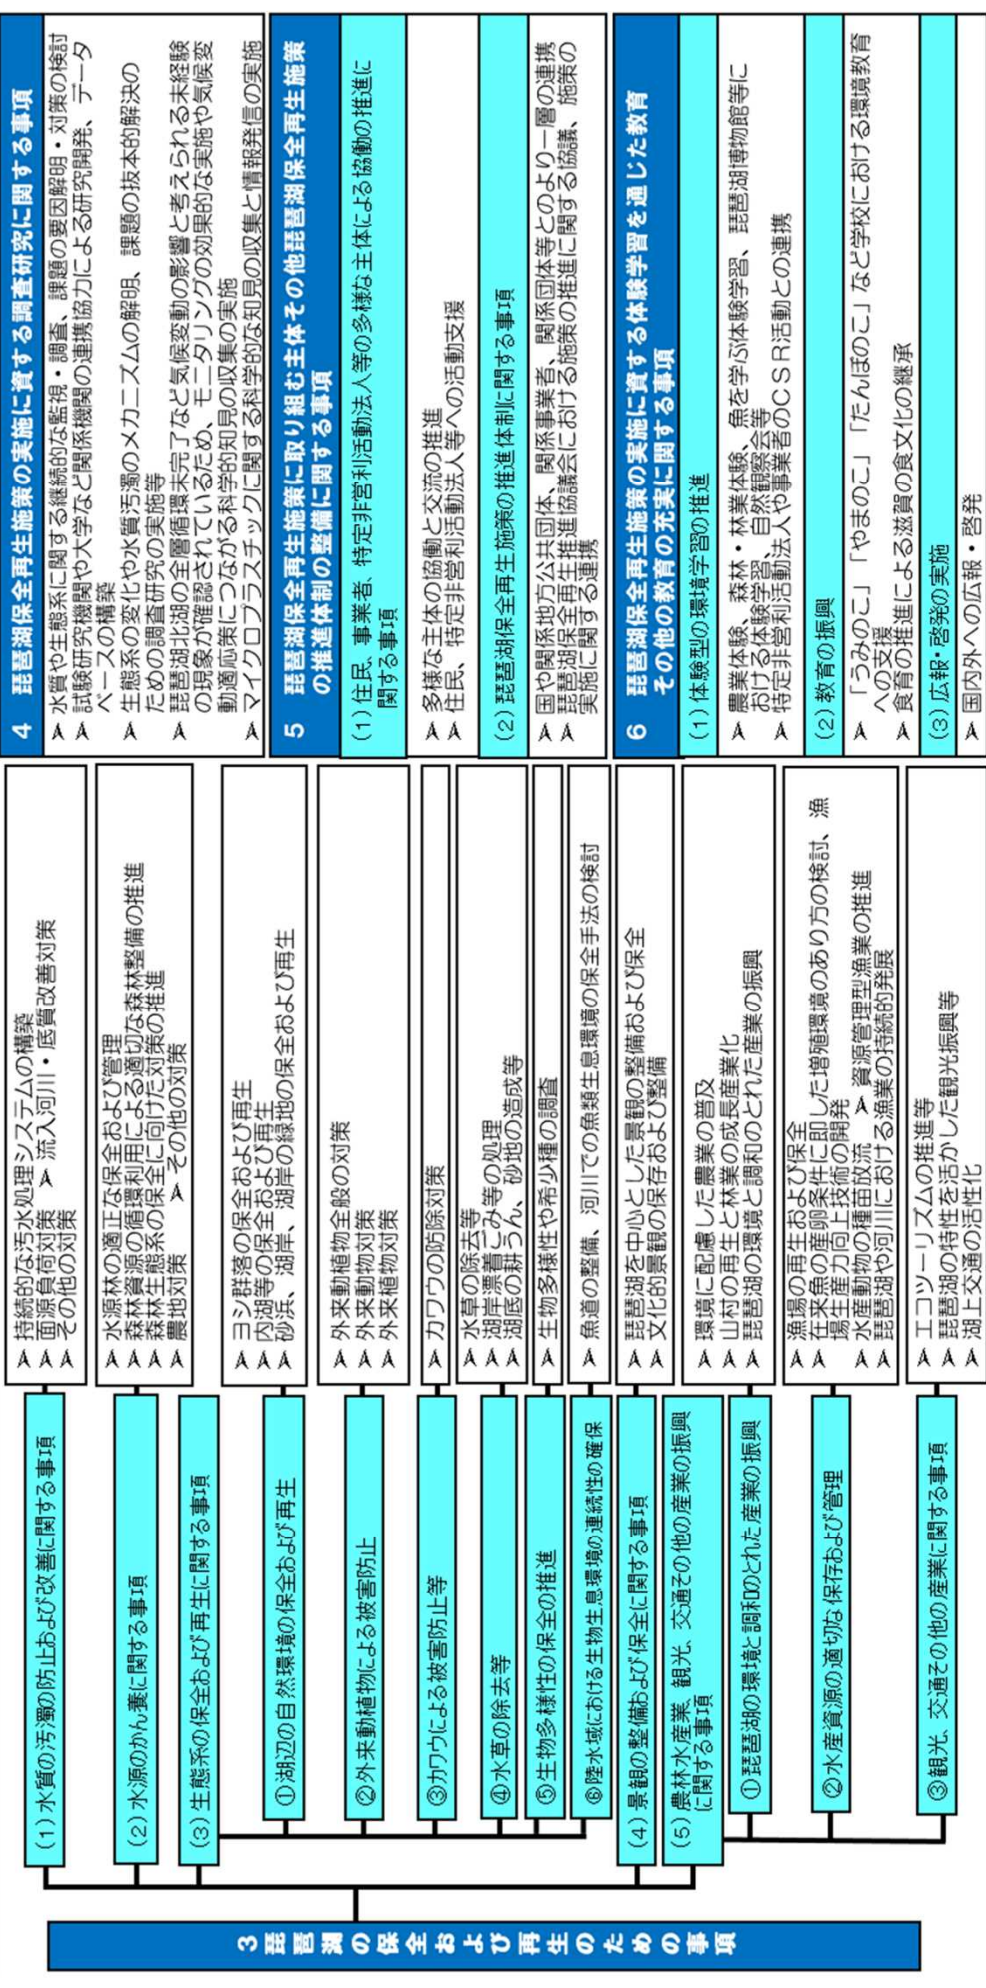 3 琵琶湖の保全および再生のための事項
(1) 水質の汚濁の防止および改善に関する事項
➢ 持続的な汚水処理システムの構築
➢ 面源負荷対策 ➢ 流入河川・底質改善対策
➢ その他の対策
(2) 水源のかん養に関する事項
➢ 水源林の適正な保全および管理
➢ 森林資源の循環利用による適切な森林整備の推進
➢ 森林生態系の保全に向けた対策の推進
➢ 農地対策 ➢ その他の対策
(3) 生態系の保全および再生に関する事項
①湖辺の自然環境の保全および再生
➢ ヨシ群落の保全および再生
➢ 内湖等の保全および再生
➢ 砂浜、湖岸、湖岸の緑地の保全および再生
②外来動植物による被害防止
➢ 外来動植物全般の対策
➢ 外来動物対策
➢ 外来植物対策
③カワウによる被害防止等
➢ カワウの防除対策
④水草の除去等
➢ 水草の除去等
➢ 湖岸漂着ごみ等の処理
➢ 湖底の耕うん、砂地の造成等
⑤生物多様性の保全の推進
➢ 生物多様性や希少種の調査
⑥陸水域における生物生息環境の連続性の確保
➢ 魚道の整備、河川での魚類生息環境の保全手法の検討
(4) 景観の整備および保全に関する事項
➢ 琵琶湖を中心とした景観の整備および保全
➢ 文化的景観の保存および整備
(5) 農林水産業、観光、交通その他の産業の振興
に関する事項
①琵琶湖の環境と調和のとれた産業の振興
➢ 環境に配慮した農業の普及
➢ 山村の再生と林業の成長産業化
➢ 琵琶湖の環境と調和のとれた産業の振興
②水産資源の適切な保存および管理
➢ 漁場の再生および保全
➢ 在来魚の産卵条件に即した増殖環境のあり方の検討、漁
場生産力向上技術の開発
➢ 水産動物の種苗放流 ➢ 資源管理型漁業の推進
➢ 琵琶湖や河川における漁業の持続的発展
③観光、交通その他の産業に関する事項
➢ エコツーリズムの推進等
➢ 琵琶湖の特性を活かした観光振興等
➢ 湖上交通の活性化
4 琵琶湖保全再生施策の実施に資する調査研究に関する事項
➢ 水質や生態系に関する継続的な監視・調査、課題の要因解明・対策の検討
➢ 試験研究機関や大学など関係機関の連携協力による研究開発、データ
ベースの構築
➢ 生態系の変化や水質汚濁のメカニズムの解明、課題の抜本的解決の
ための調査研究の実施等
➢ 琵琶湖北湖の全層循環未完了など気候変動の影響と考えられる未経験
の現象が確認されているため、モニタリングの効果的な実施や気候変
動適応策につながる科学的知見の収集の実施
➢ マイクロプラスチックに関する科学的な知見の収集と情報発信の実施
5 琵琶湖保全再生施策に取り組む主体その他琵琶湖保全再生施策
の推進体制の整備に関する事項
(1) 住民、事業者、特定非営利活動法人等の多様な主体による協働の推進に
関する事項
➢ 多様な主体の協働と交流の推進
➢ 住民、特定非営利活動法人等への活動支援
(2) 琵琶湖保全再生施策の推進体制に関する事項
➢ 国や関係地方公共団体、関係事業者、関係団体等とのより一層の連携
➢ 琵琶湖保全再生推進協議会における施策の推進に関する協議、施策の
実施に関する連携
6 琵琶湖保全再生施策の実施に資する体験学習を通じた教育
その他の教育の充実に関する事項
(1) 体験型の環境学習の推進
➢ 農業体験、森林・林業体験、魚を学ぶ体験学習、琵琶湖博物館等に
おける体験学習、自然観察会等
➢ 特定非営利活動法人や事業者のCSR活動との連携
(2) 教育の振興
➢ 「うみのこ」「やまのこ」「たんぼのこ」など学校における環境教育
への支援
➢ 食育の推進による滋賀の食文化の継承
(3) 広報・啓発の実施
➢ 国内外への広報・啓発